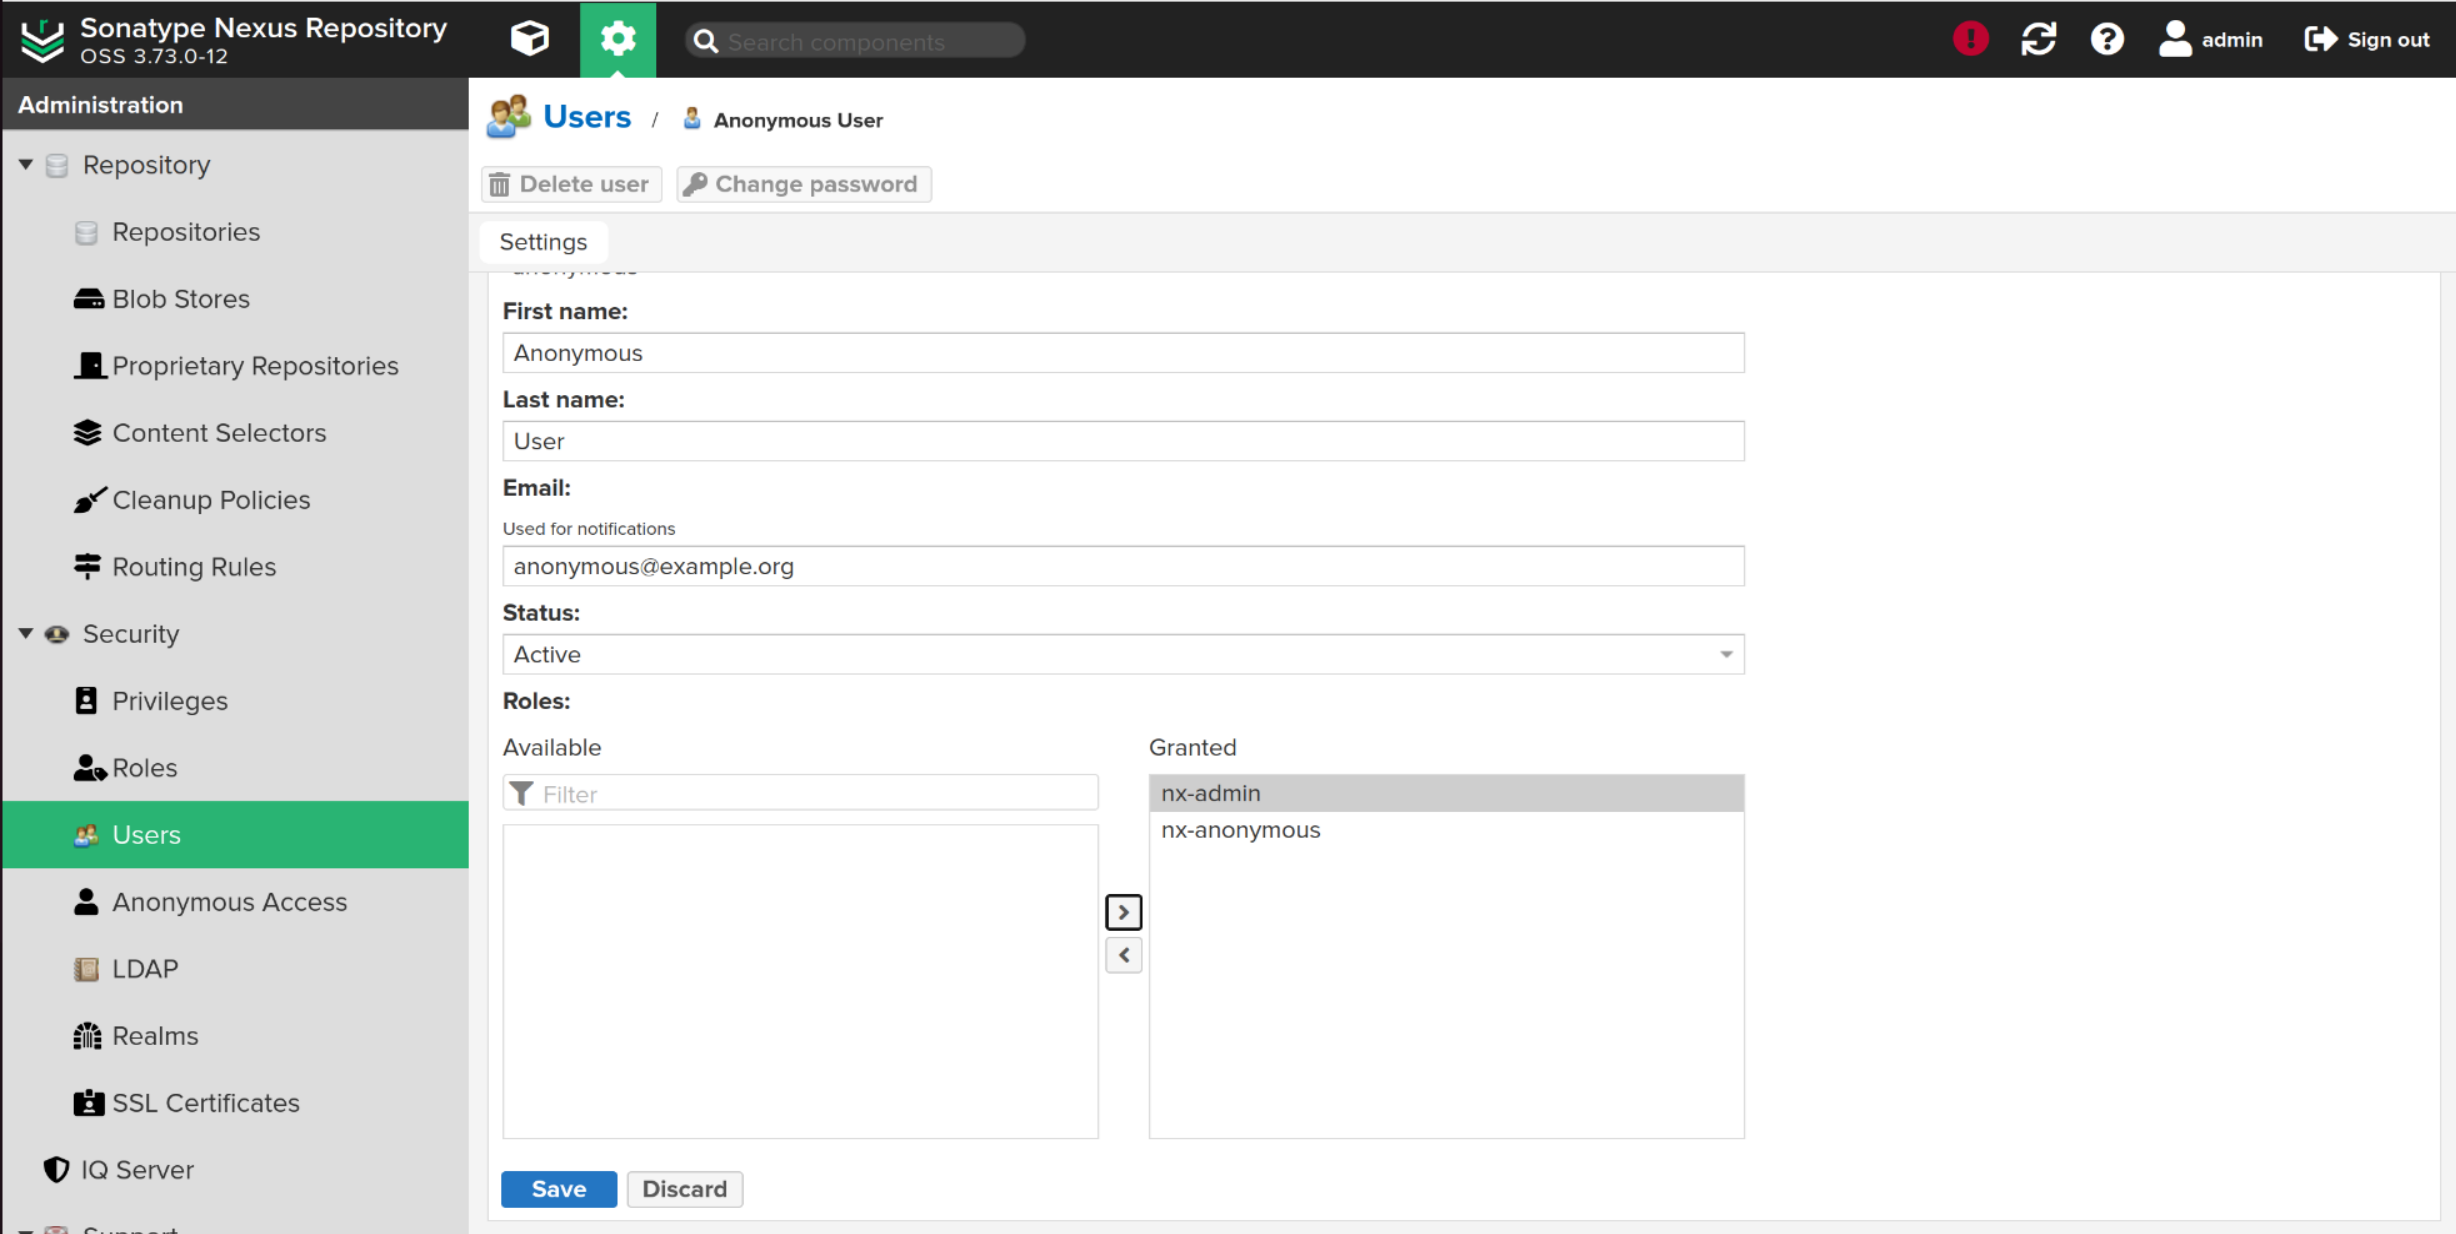 Sonatype Nexus Repository
OSS 3.73.0-12
Search components
admin
Sign out
Administration
Repository
Repositories
Blob Stores
Proprietary Repositories
Content Selectors
Cleanup Policies
Routing Rules
Security
Privileges
Roles
Users
Anonymous Access
LDAP
Realms
SSL Certificates
IQ Server
Support
Users / Anonymous User
Delete user
Change password
Settings
anonymous
First name:
Anonymous
Last name:
User
Email:
Used for notifications
anonymous@example.org
Status:
Active
Roles:
Available
Filter
Granted
nx-admin
nx-anonymous
Save
Discard